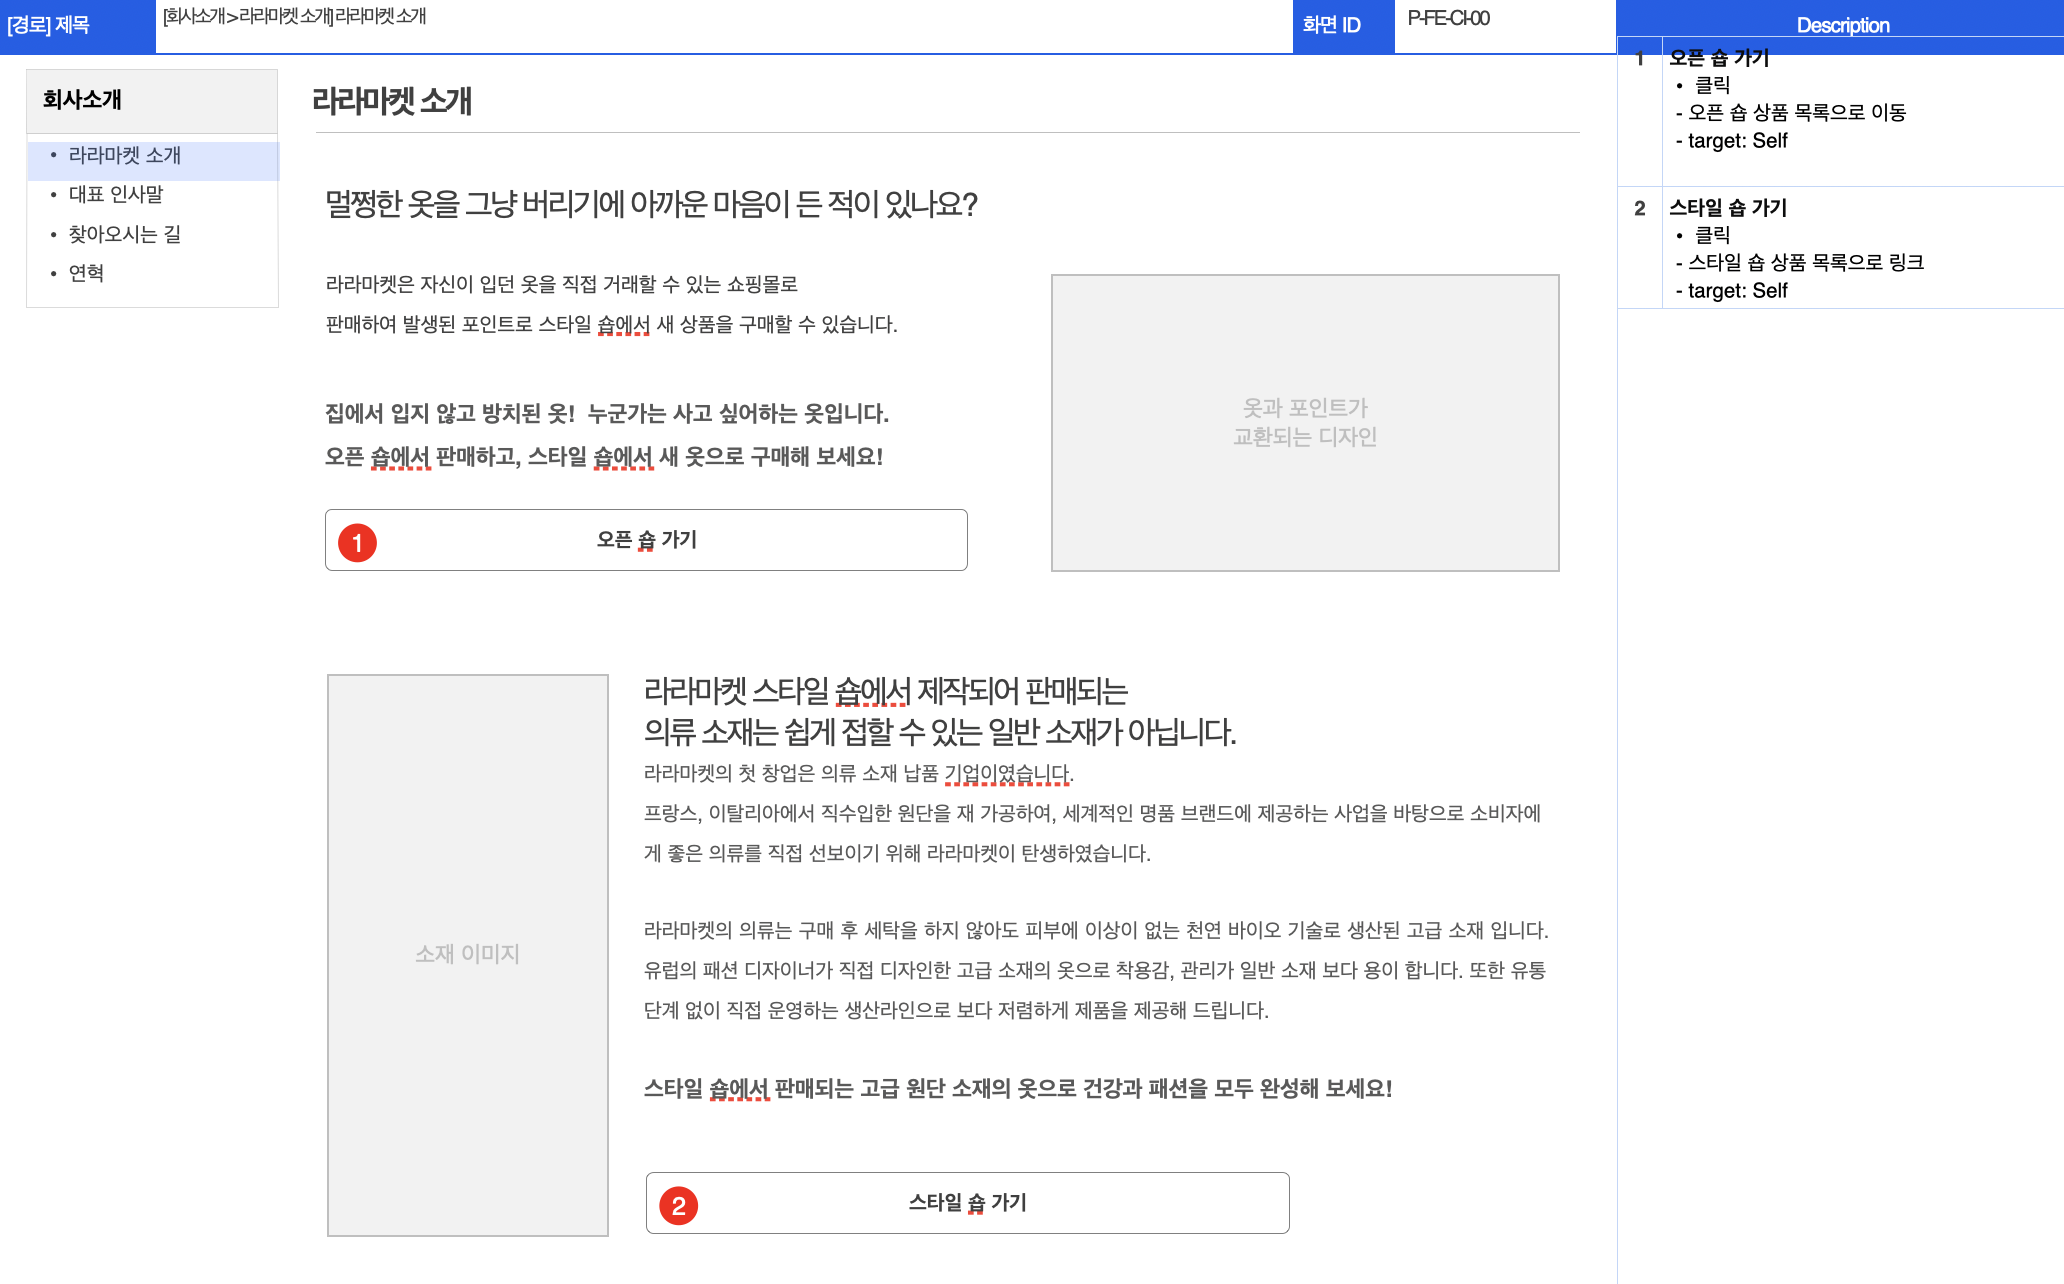 [경로] 제목
[회사소개 > 라라마켓 소개] 라라마켓 소개
화면 ID
P-FE-CI-00
Description
회사소개
• 라라마켓 소개
• 대표 인사말
• 찾아오시는 길
• 연혁
라라마켓 소개
멀쩡한 옷을 그냥 버리기에 아까운 마음이 든 적이 있나요?
라라마켓은 자신이 입던 옷을 직접 거래할 수 있는 쇼핑몰로
판매하여 발생된 포인트로 스타일 숍에서 새 상품을 구매할 수 있습니다.
집에서 입지 않고 방치된 옷!  누군가는 사고 싶어하는 옷입니다.
오픈 숍에서 판매하고, 스타일 숍에서 새 옷으로 구매해 보세요!
1 오픈 숍 가기
옷과 포인트가
교환되는 디자인
소재 이미지
라라마켓 스타일 숍에서 제작되어 판매되는
의류 소재는 쉽게 접할 수 있는 일반 소재가 아닙니다.
라라마켓의 첫 창업은 의류 소재 납품 기업이였습니다.
프랑스, 이탈리아에서 직수입한 원단을 재 가공하여, 세계적인 명품 브랜드에 제공하는 사업을 바탕으로 소비자에
게 좋은 의류를 직접 선보이기 위해 라라마켓이 탄생하였습니다.
라라마켓의 의류는 구매 후 세탁을 하지 않아도 피부에 이상이 없는 천연 바이오 기술로 생산된 고급 소재 입니다.
유럽의 패션 디자이너가 직접 디자인한 고급 소재의 옷으로 착용감, 관리가 일반 소재 보다 용이 합니다. 또한 유통
단계 없이 직접 운영하는 생산라인으로 보다 저렴하게 제품을 제공해 드립니다.
스타일 숍에서 판매되는 고급 원단 소재의 옷으로 건강과 패션을 모두 완성해 보세요!
2 스타일 숍 가기
1 오픈 숍 가기
• 클릭
- 오픈 숍 상품 목록으로 이동
- target: Self
2 스타일 숍 가기
• 클릭
- 스타일 숍 상품 목록으로 링크
- target: Self